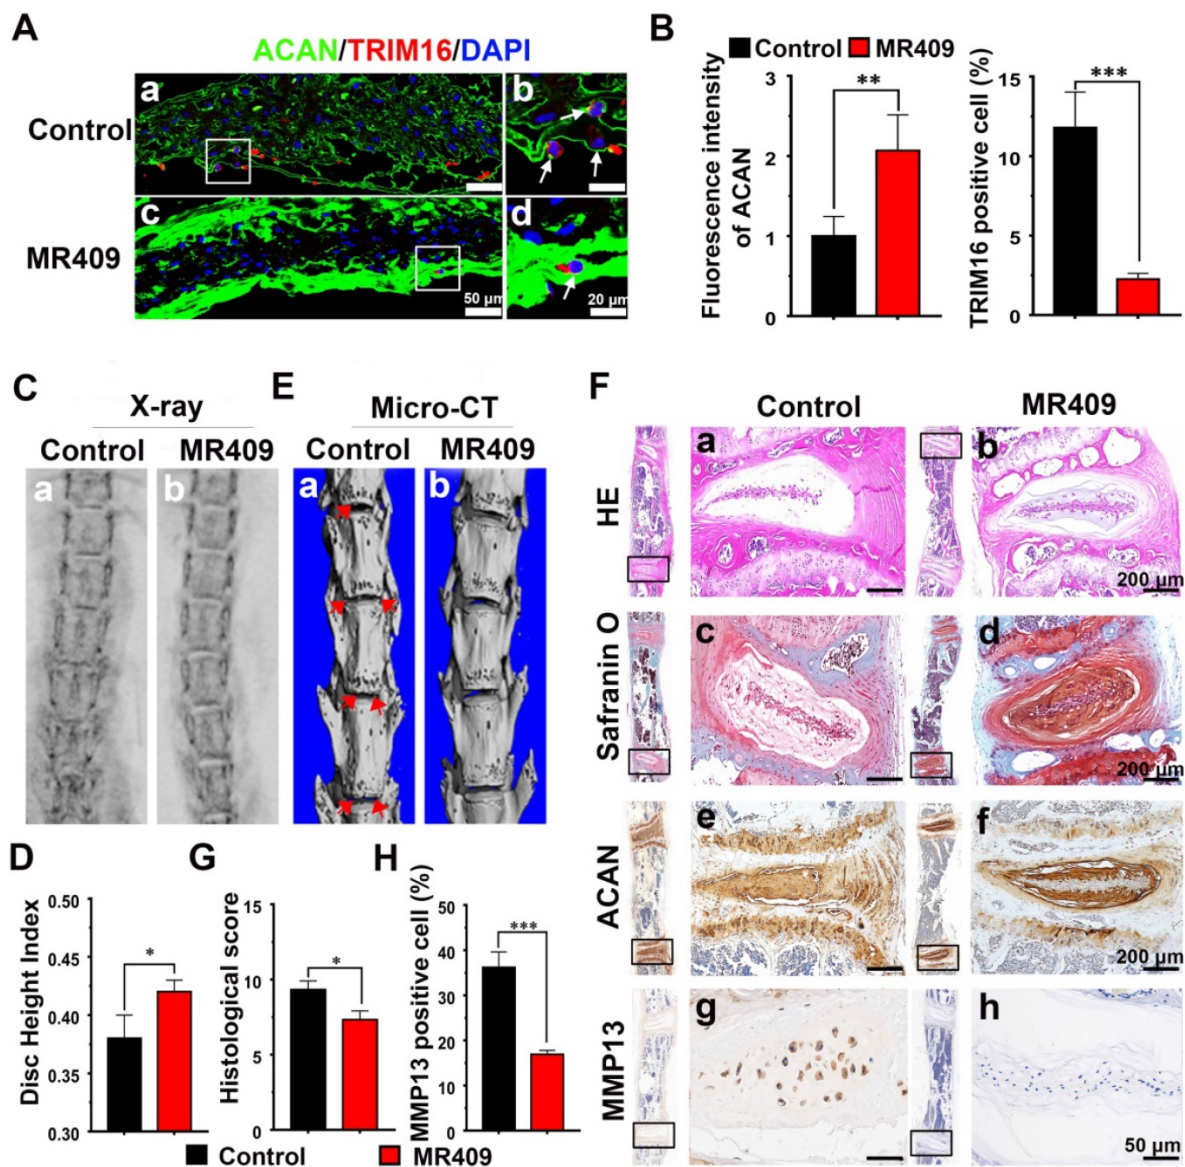 A
ACAN/TRIM16/DAPI
Control
a
b
MR409
c
50 µm
d
20 µm
B
Control
MR409
Fluorescence intensity
of ACAN
3
2
1
0
**
TRIM16 positive cell (%)
15
10
5
0
***
C
X-ray
Control
MR409
a
b
E
Micro-CT
Control
MR409
a
b
F
Control
MR409
HE
a
b
200 µm
Safranin O
c
d
200 µm
ACAN
e
f
200 µm
MMP13
g
h
50 µm
D
Disc Height Index
0.50
0.45
0.40
0.35
0.30
*
G
Histological score
15
10
5
0
*
H
MMP13 positive cell (%)
50
40
30
20
10
0
***
Control
MR409